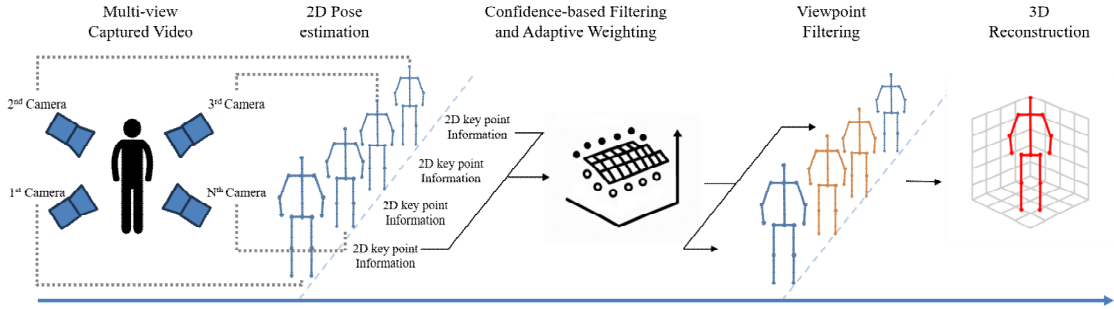 Multi-view
Captured Video
2D Pose
estimation
Confidence-based Filtering
and Adaptive Weighting
Viewpoint
Filtering
3D
Reconstruction
2nd Camera
3rd Camera
1st Camera
Nth Camera
2D key point
Information
2D key point
Information
2D key point
Information
2D key point
Information